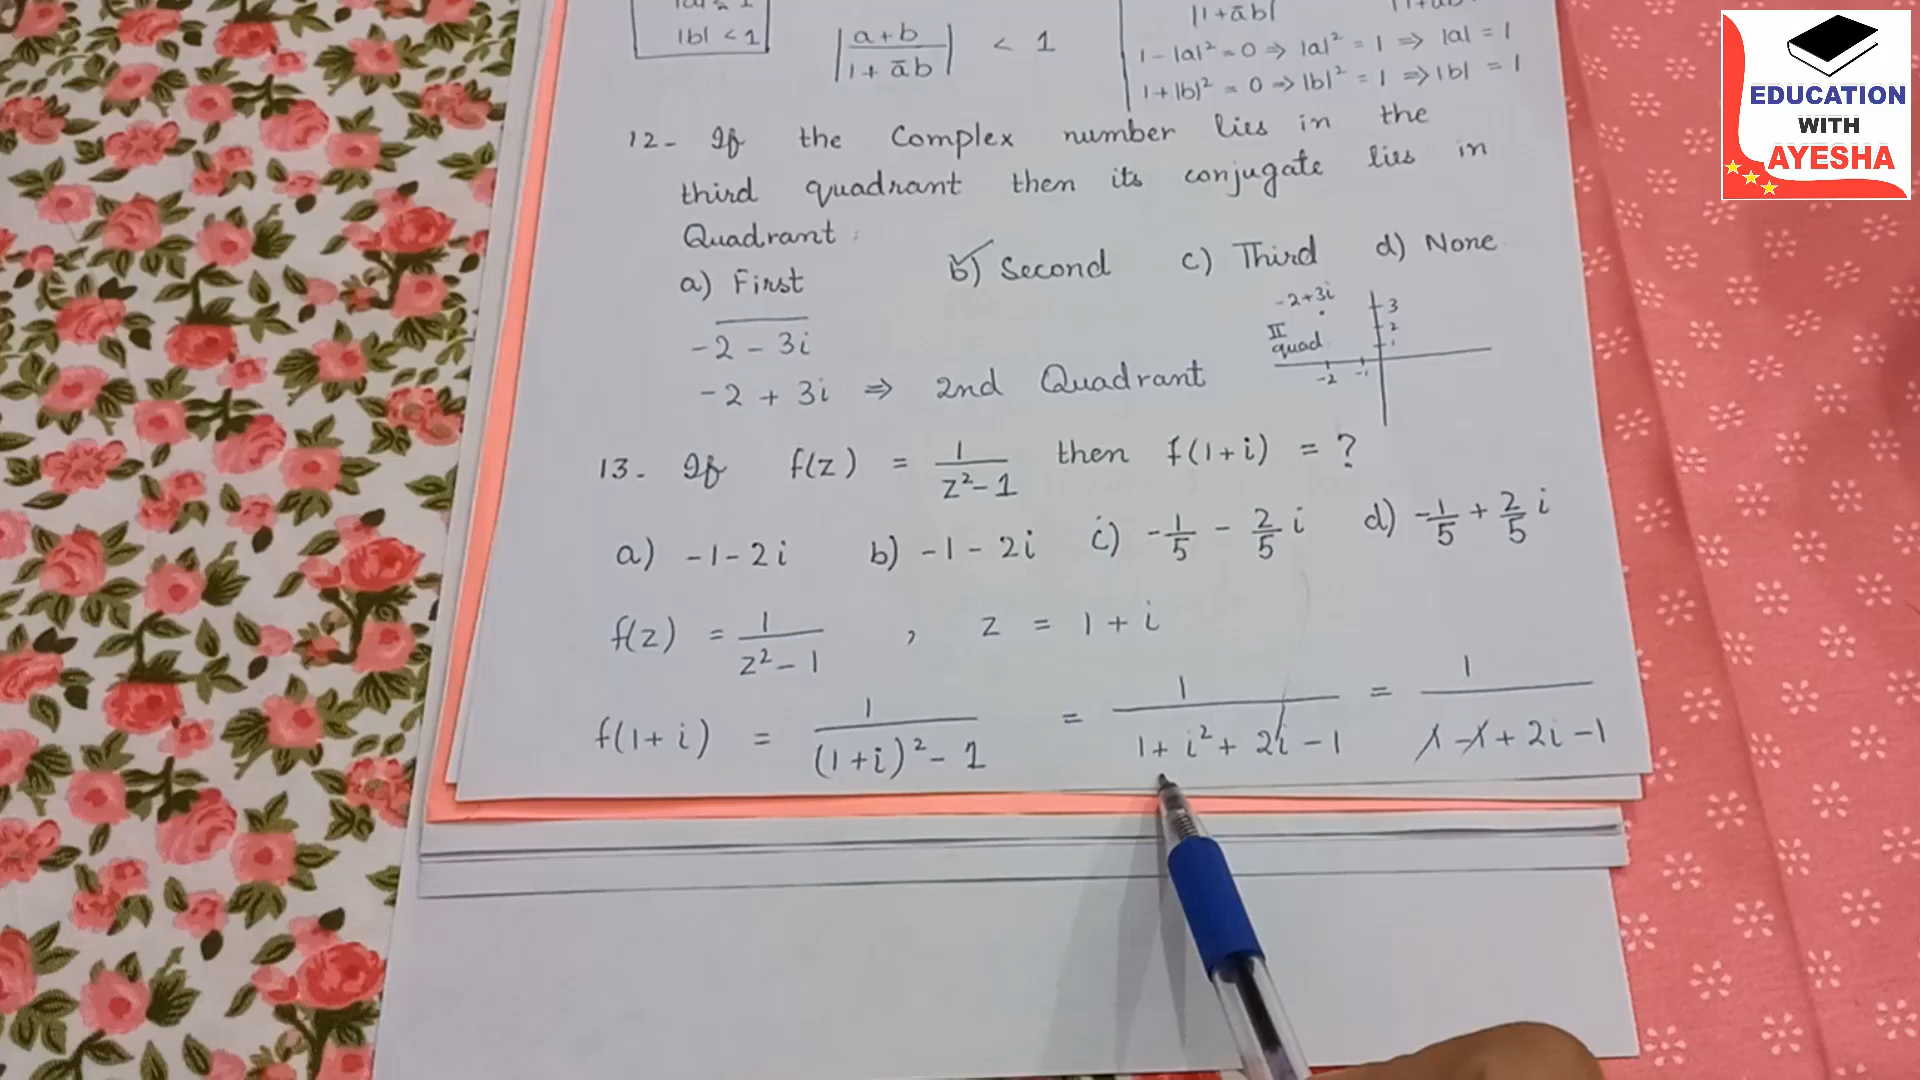 |b| < 1
|a+b / 1+āb| < 1
|1+āb|
1-|a|² = 0 ⇒ |a|² = 1 ⇒ |a| = 1
1+|b|² = 0 ⇒ |b|² = 1 ⇒ |b| = 1
12- If the Complex number lies in the
third quadrant then its conjugate lies in
Quadrant :
a) First b) Second c) Third d) None
-2 - 3i
-2 + 3i ⇒ 2nd Quadrant
-2+3i
II
quad
3
2
1
-2 -1
13- If f(z) = 1/(z²-1) then f(1+i) = ?
a) -1-2i b) -1-2i c) -1/5 - 2/5 i d) -1/5 + 2/5 i
f(z) = 1/(z²-1) , z = 1+i
f(1+i) = 1/((1+i)²-1) = 1/(1+i²+2i-1) = 1/(1-1+2i-1)
EDUCATION
WITH
AYESHA